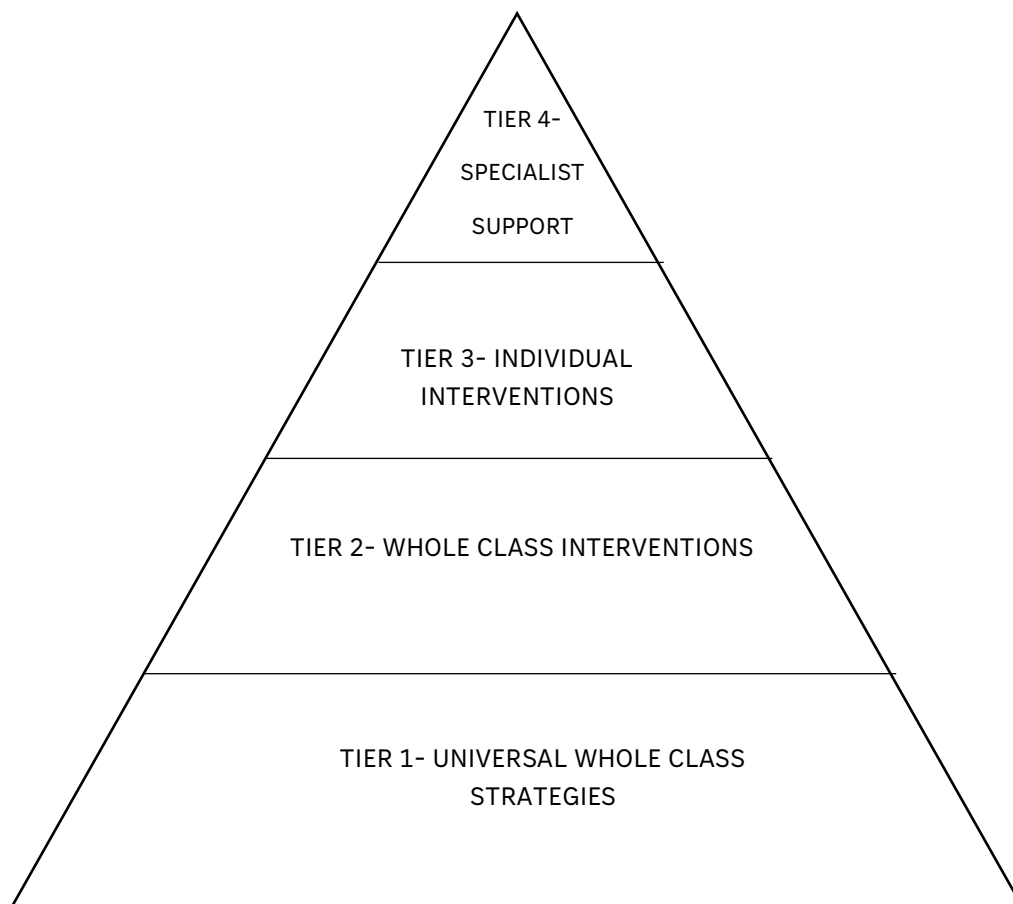 TIER 4-
SPECIALIST
SUPPORT
TIER 3- INDIVIDUAL
INTERVENTIONS
TIER 2- WHOLE CLASS INTERVENTIONS
TIER 1- UNIVERSAL WHOLE CLASS
STRATEGIES